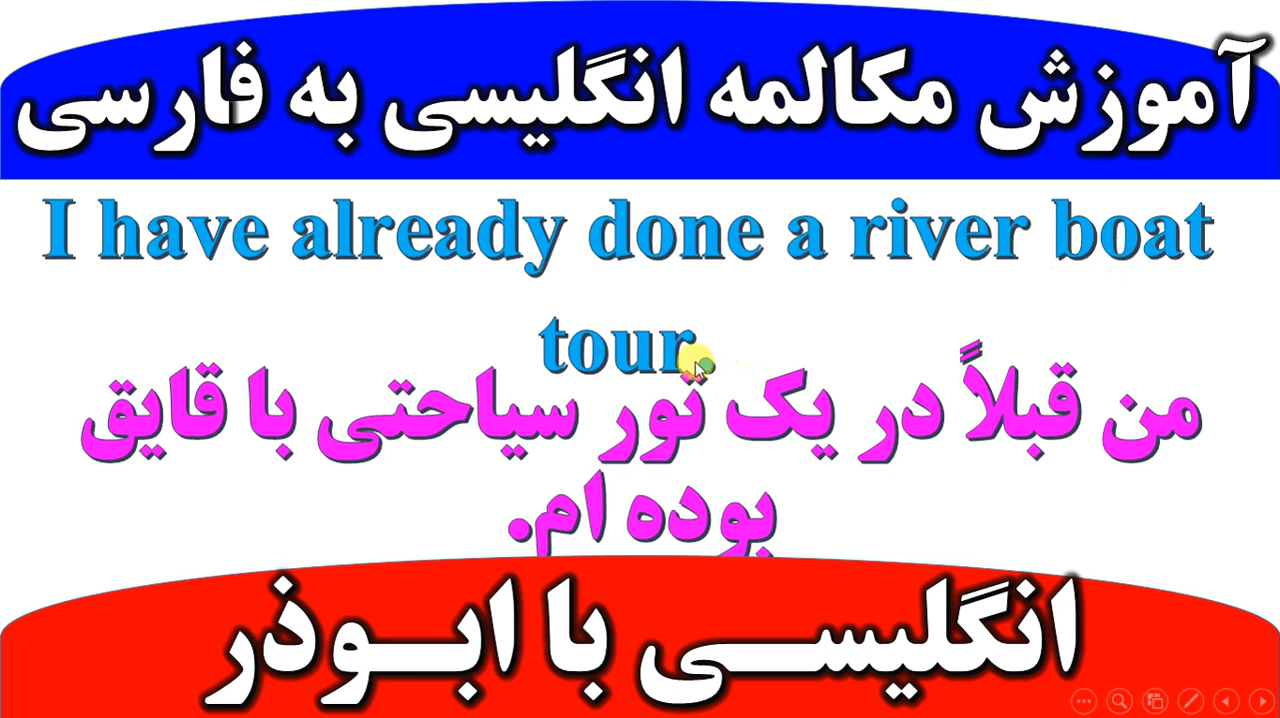 آموزش مکالمه انگلیسی به فارسی
I have already done a river boat
tour.
من قبلاً در یک تور سیاحتی با قایق
بوده ام.
انگلیسی با ابوذر